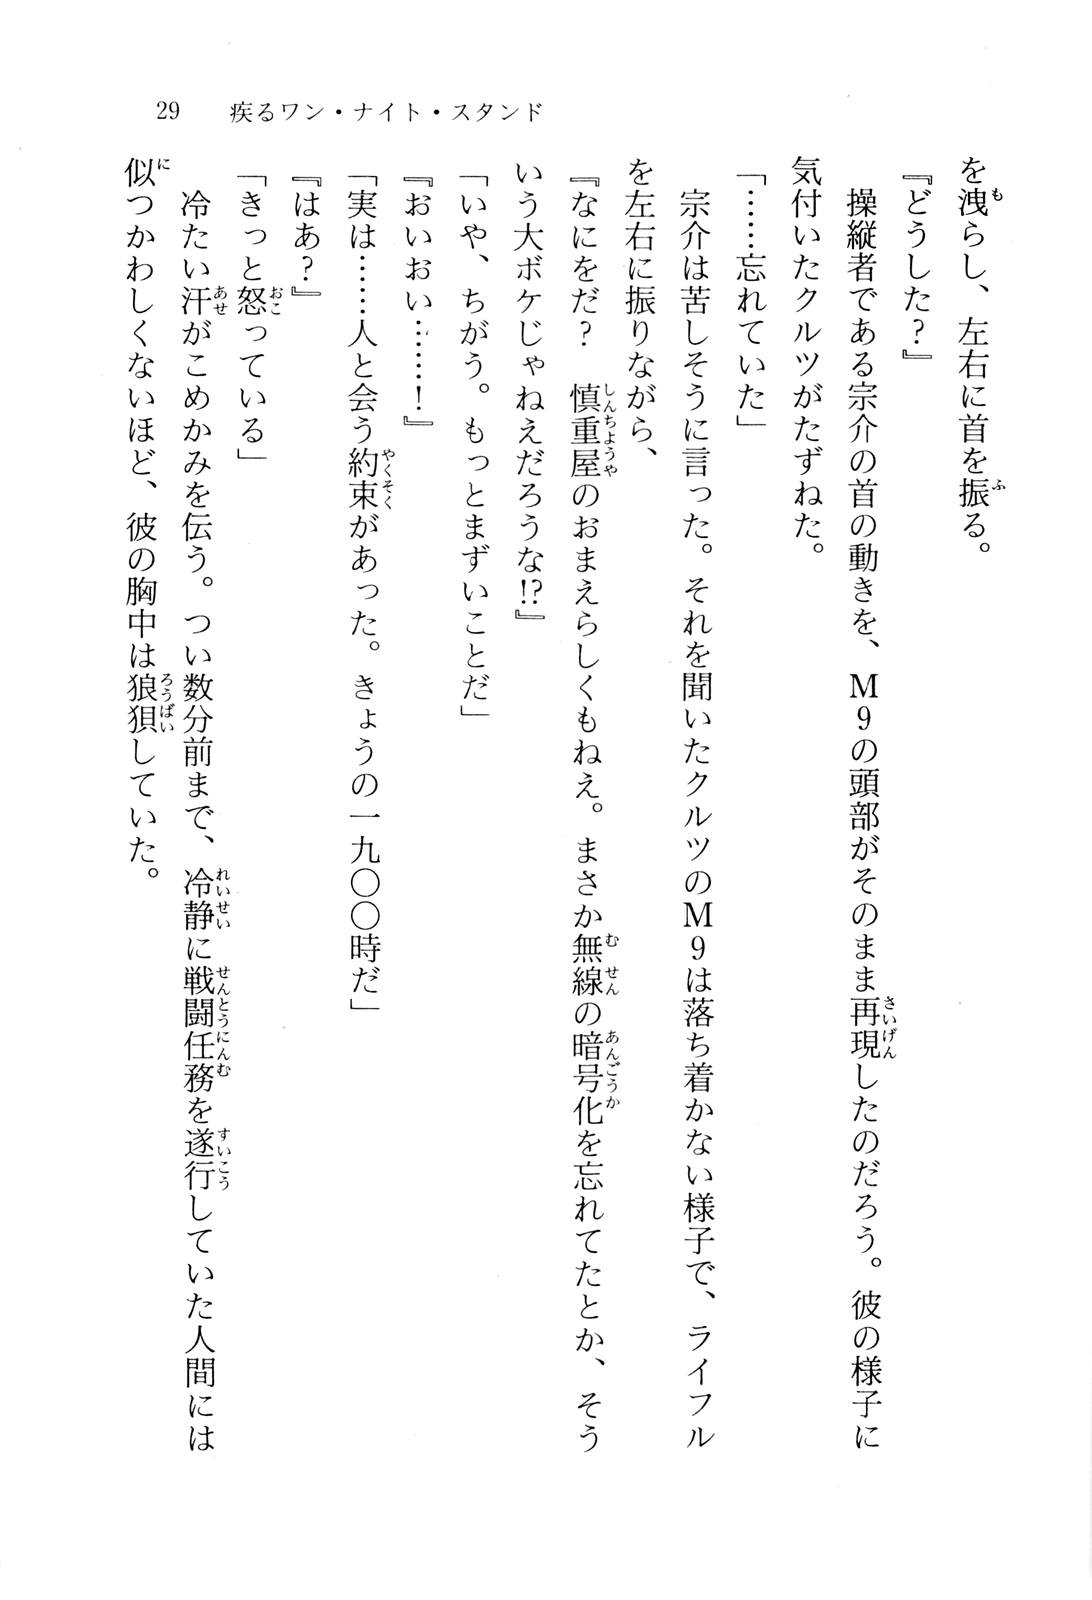 29　疾るワン・ナイト・スタンド
を洩らし、左右に首を振る。
『どうした？』
　操縦者である宗介の首の動きを、M9の頭部がそのまま再現したのだろう。彼の様子に
気付いたクルツがたずねた。
「……忘れていた」
　宗介は苦しそうに言った。それを聞いたクルツのM9は落ち着かない様子で、ライフル
を左右に振りながら、
『なにをだ？　慎重屋のおまえらしくもねえ。まさか無線の暗号化を忘れてたとか、そう
いう大ボケじゃねえだろうな!?』
「いや、ちがう。もっとまずいことだ」
『おいおい……！』
「実は……人と会う約束があった。きょうの一九〇〇時だ」
『はあ？』
「きっと怒っている」
　冷たい汗がこめかみを伝う。つい数分前まで、冷静に戦闘任務を遂行していた人間には
似つかわしくないほど、彼の胸中は狼狽していた。